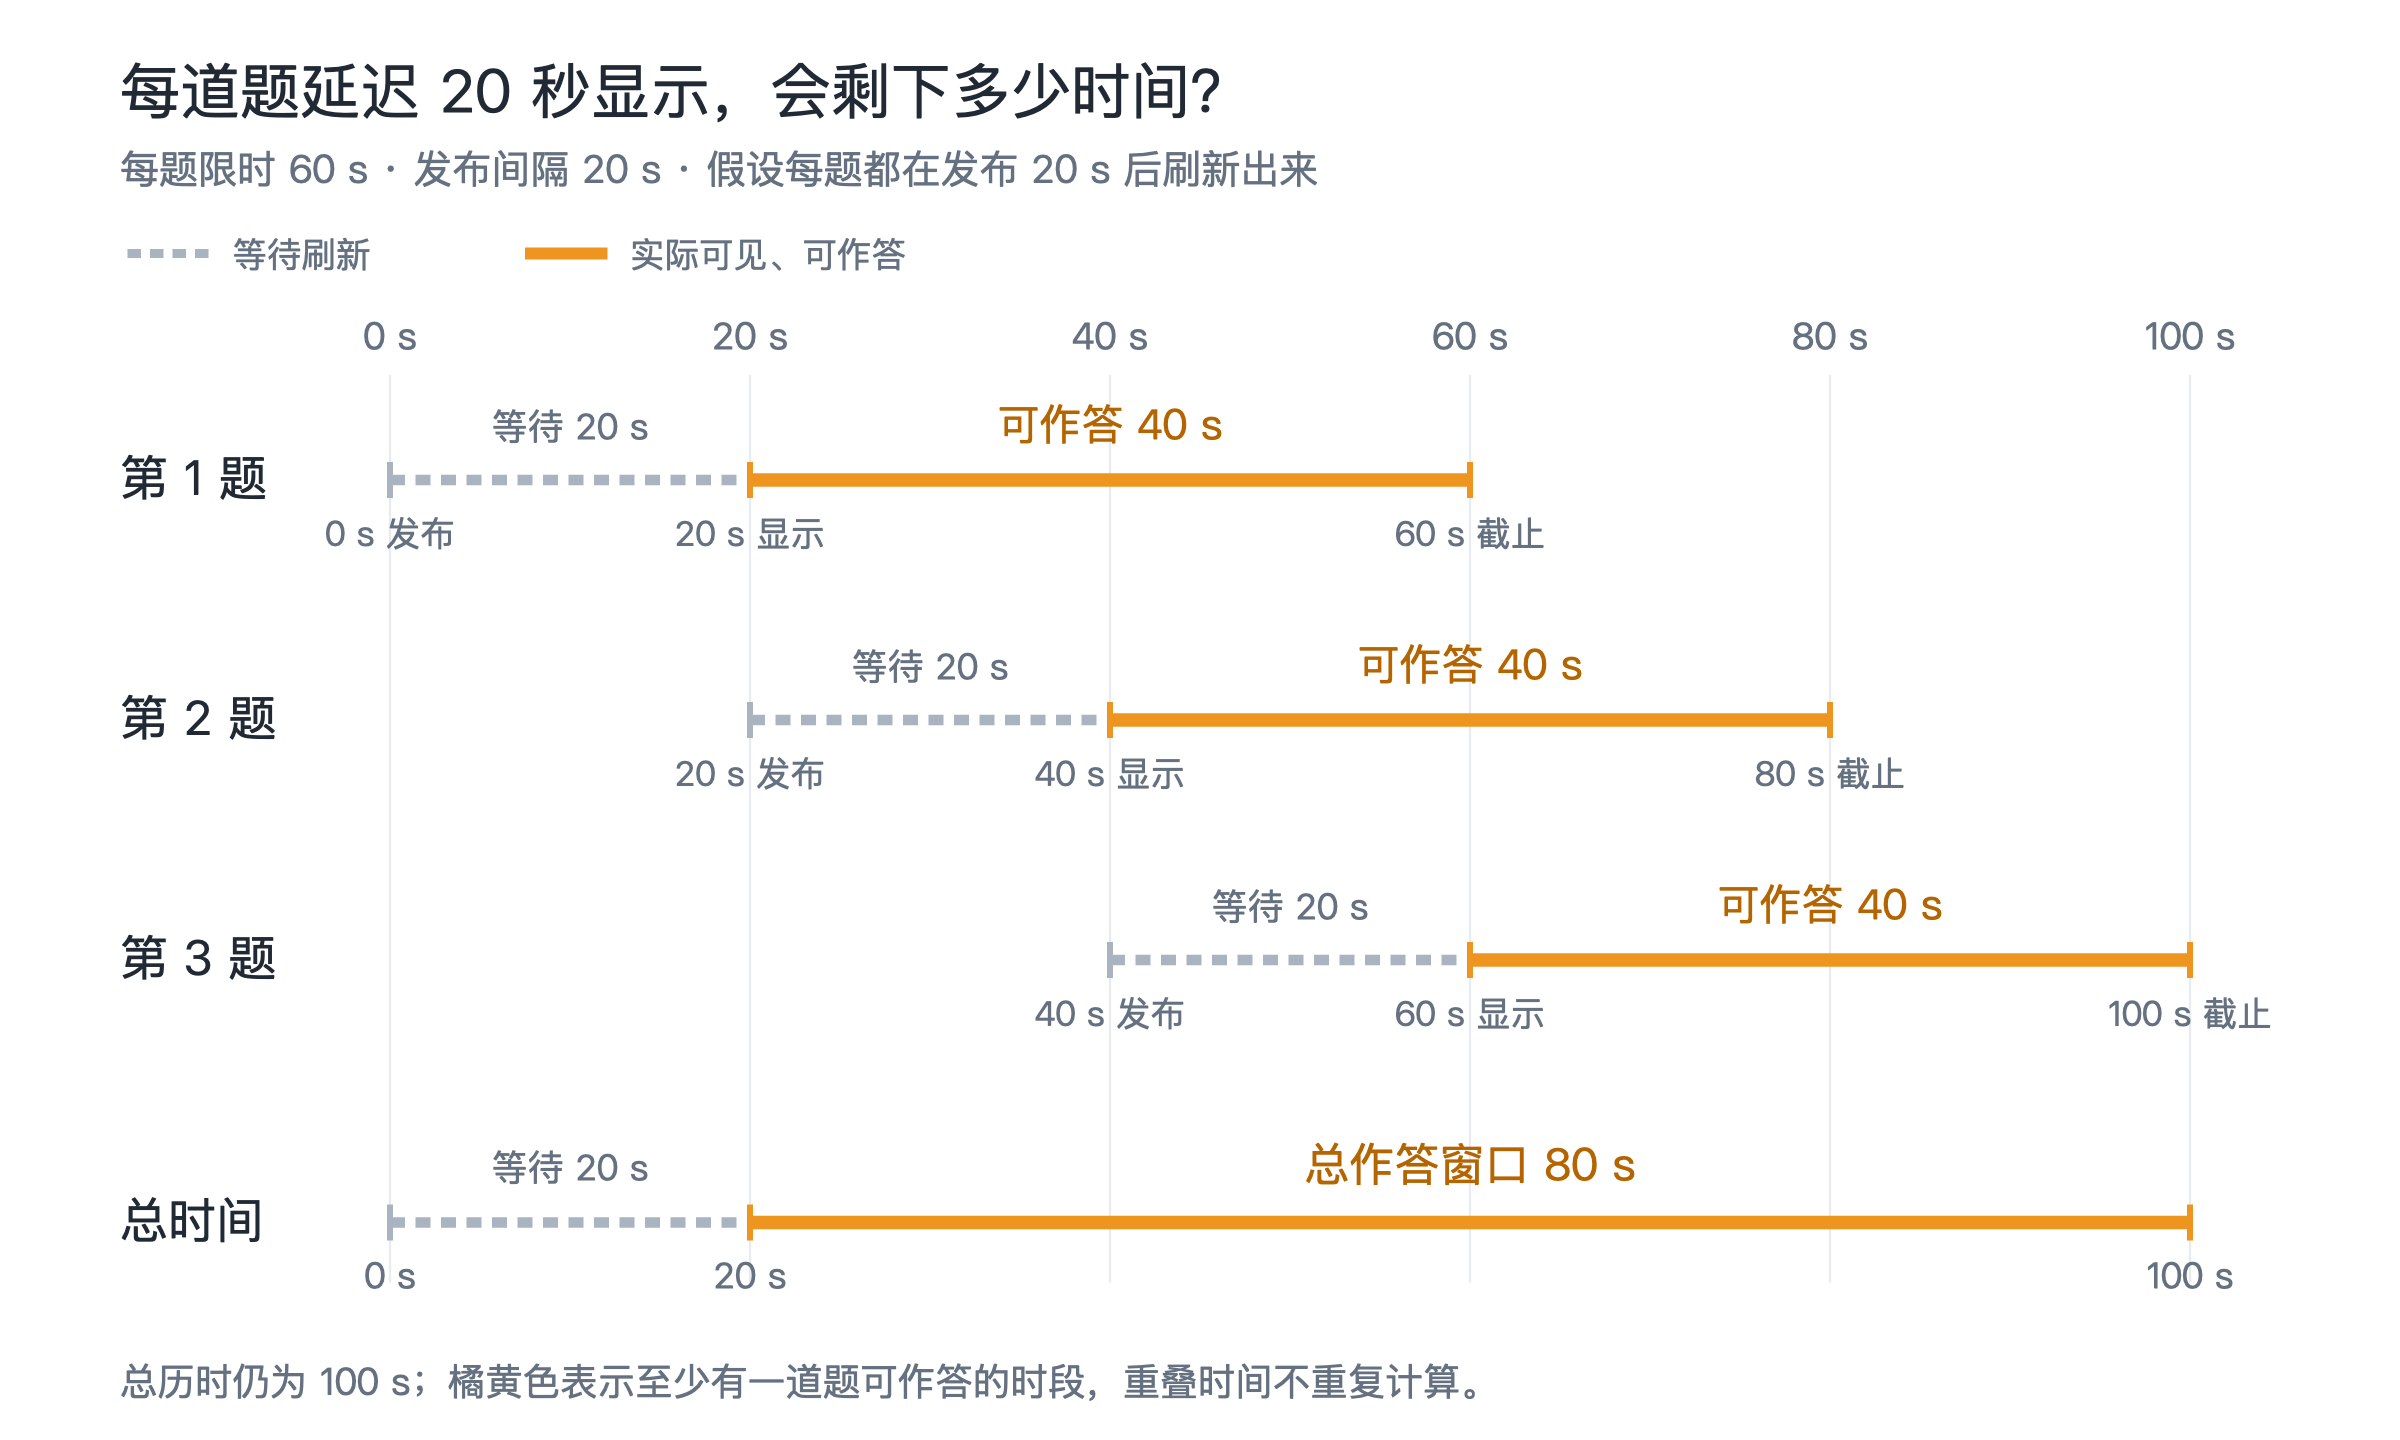 每道题延迟 20 秒显示，会剩下多少时间？
每题限时 60 s · 发布间隔 20 s · 假设每题都在发布 20 s 后刷新出来
等待刷新
实际可见、可作答
0 s 20 s 40 s 60 s 80 s 100 s
等待 20 s 可作答 40 s
第 1 题
0 s 发布 20 s 显示 60 s 截止
等待 20 s 可作答 40 s
第 2 题
20 s 发布 40 s 显示 80 s 截止
等待 20 s 可作答 40 s
第 3 题
40 s 发布 60 s 显示 100 s 截止
等待 20 s 总作答窗口 80 s
总时间
0 s 20 s 100 s
总历时仍为 100 s；橘黄色表示至少有一道题可作答的时段，重叠时间不重复计算。